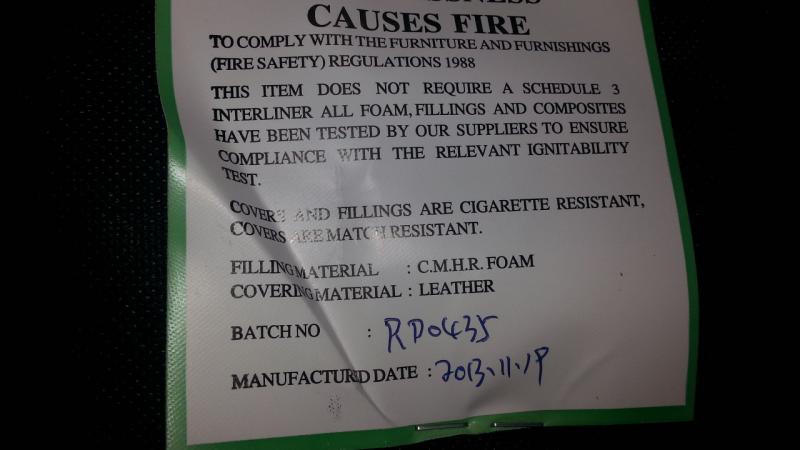 CAUSES FIRE
TO COMPLY WITH THE FURNITURE AND FURNISHINGS
(FIRE SAFETY) REGULATIONS 1988
THIS ITEM DOES NOT REQUIRE A SCHEDULE 3
INTERLINER ALL FOAM, FILLINGS AND COMPOSITES
HAVE BEEN TESTED BY OUR SUPPLIERS TO ENSURE
COMPLIANCE WITH THE RELEVANT IGNITABILITY
TEST.
COVERS AND FILLINGS ARE CIGARETTE RESISTANT,
COVERS ARE MATCH RESISTANT.
FILLING MATERIAL : C.M.H.R. FOAM
COVERING MATERIAL : LEATHER
BATCH NO : RD0435
MANUFACTURD DATE : 2013.11.19